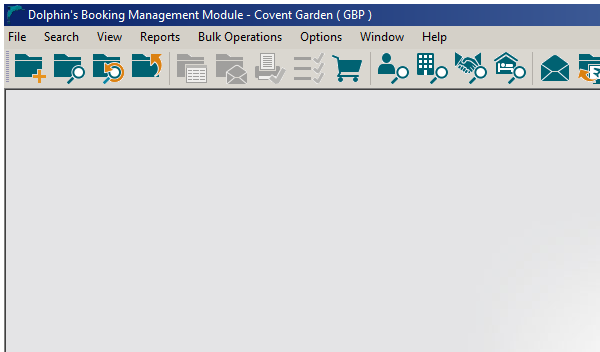 Dolphin's Booking Management Module - Covent Garden ( GBP )
File Search View Reports Bulk Operations Options Window Help